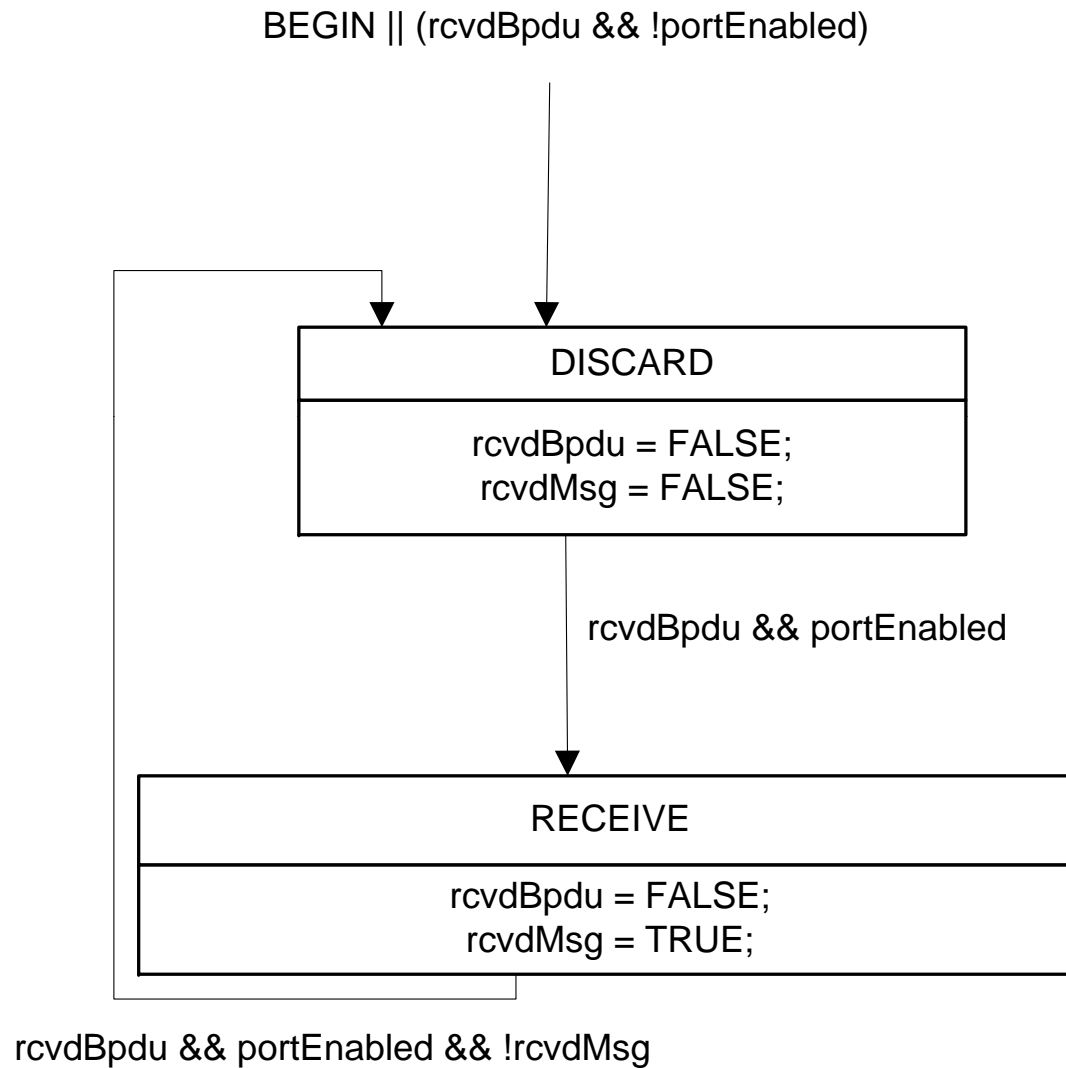 BEGIN || (rcvdBpdu && !portEnabled)
DISCARD
rcvdBpdu = FALSE;
rcvdMsg = FALSE;
rcvdBpdu && portEnabled
RECEIVE
rcvdBpdu = FALSE;
rcvdMsg = TRUE;
rcvdBpdu && portEnabled && !rcvdMsg